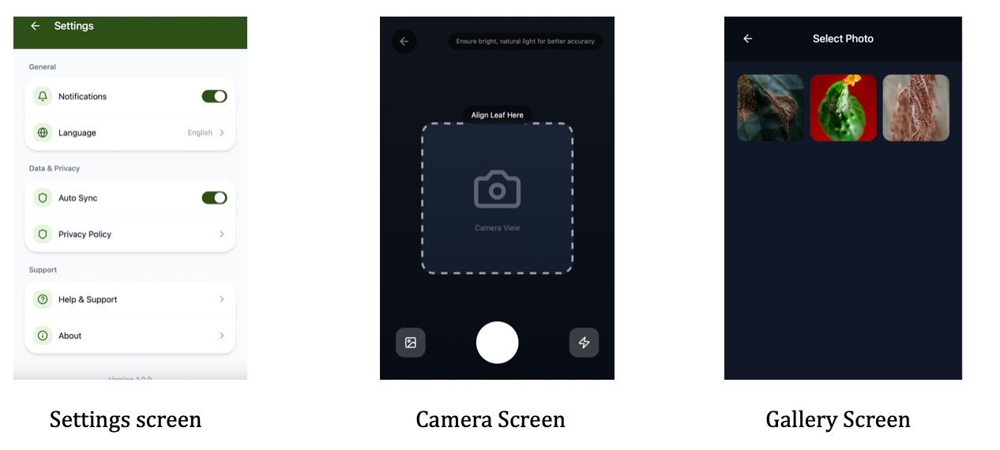 Settings
General
Notifications
Language English
Data & Privacy
Auto Sync
Privacy Policy
Support
Help & Support
About
Version 1.0.0
Settings screen
Ensure bright, natural light for better accuracy
Align Leaf Here
Camera View
Camera Screen
Select Photo
Gallery Screen